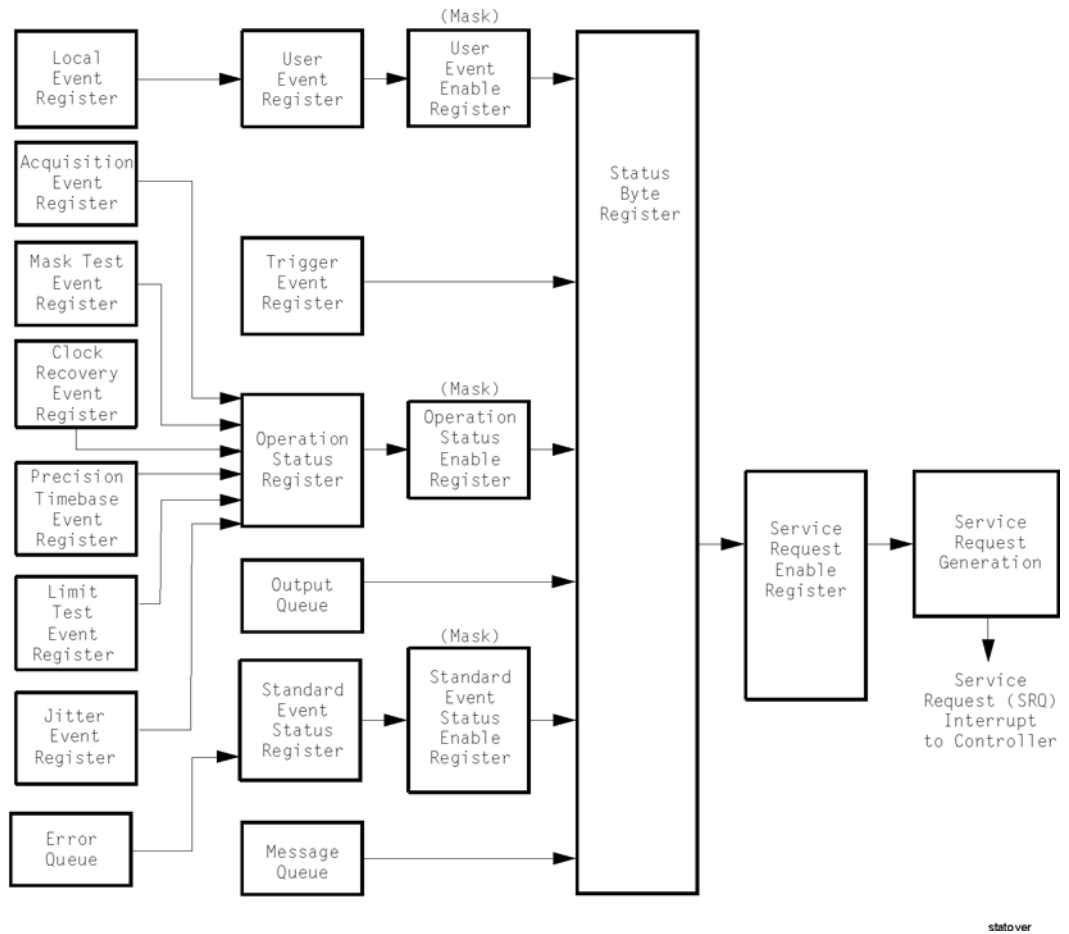 Local
Event
Register
User
Event
Register
(Mask)
User
Event
Enable
Register
Acquisition
Event
Register
Mask Test
Event
Register
Clock
Recovery
Event
Register
Precision
Timebase
Event
Register
Limit
Test
Event
Register
Jitter
Event
Register
Error
Queue
Trigger
Event
Register
Operation
Status
Register
(Mask)
Operation
Status
Enable
Register
Output
Queue
Standard
Event
Status
Register
(Mask)
Standard
Event
Status
Enable
Register
Message
Queue
Status
Byte
Register
Service
Request
Enable
Register
Service
Request
Generation
Service
Request (SRQ)
Interrupt
to Controller
statover